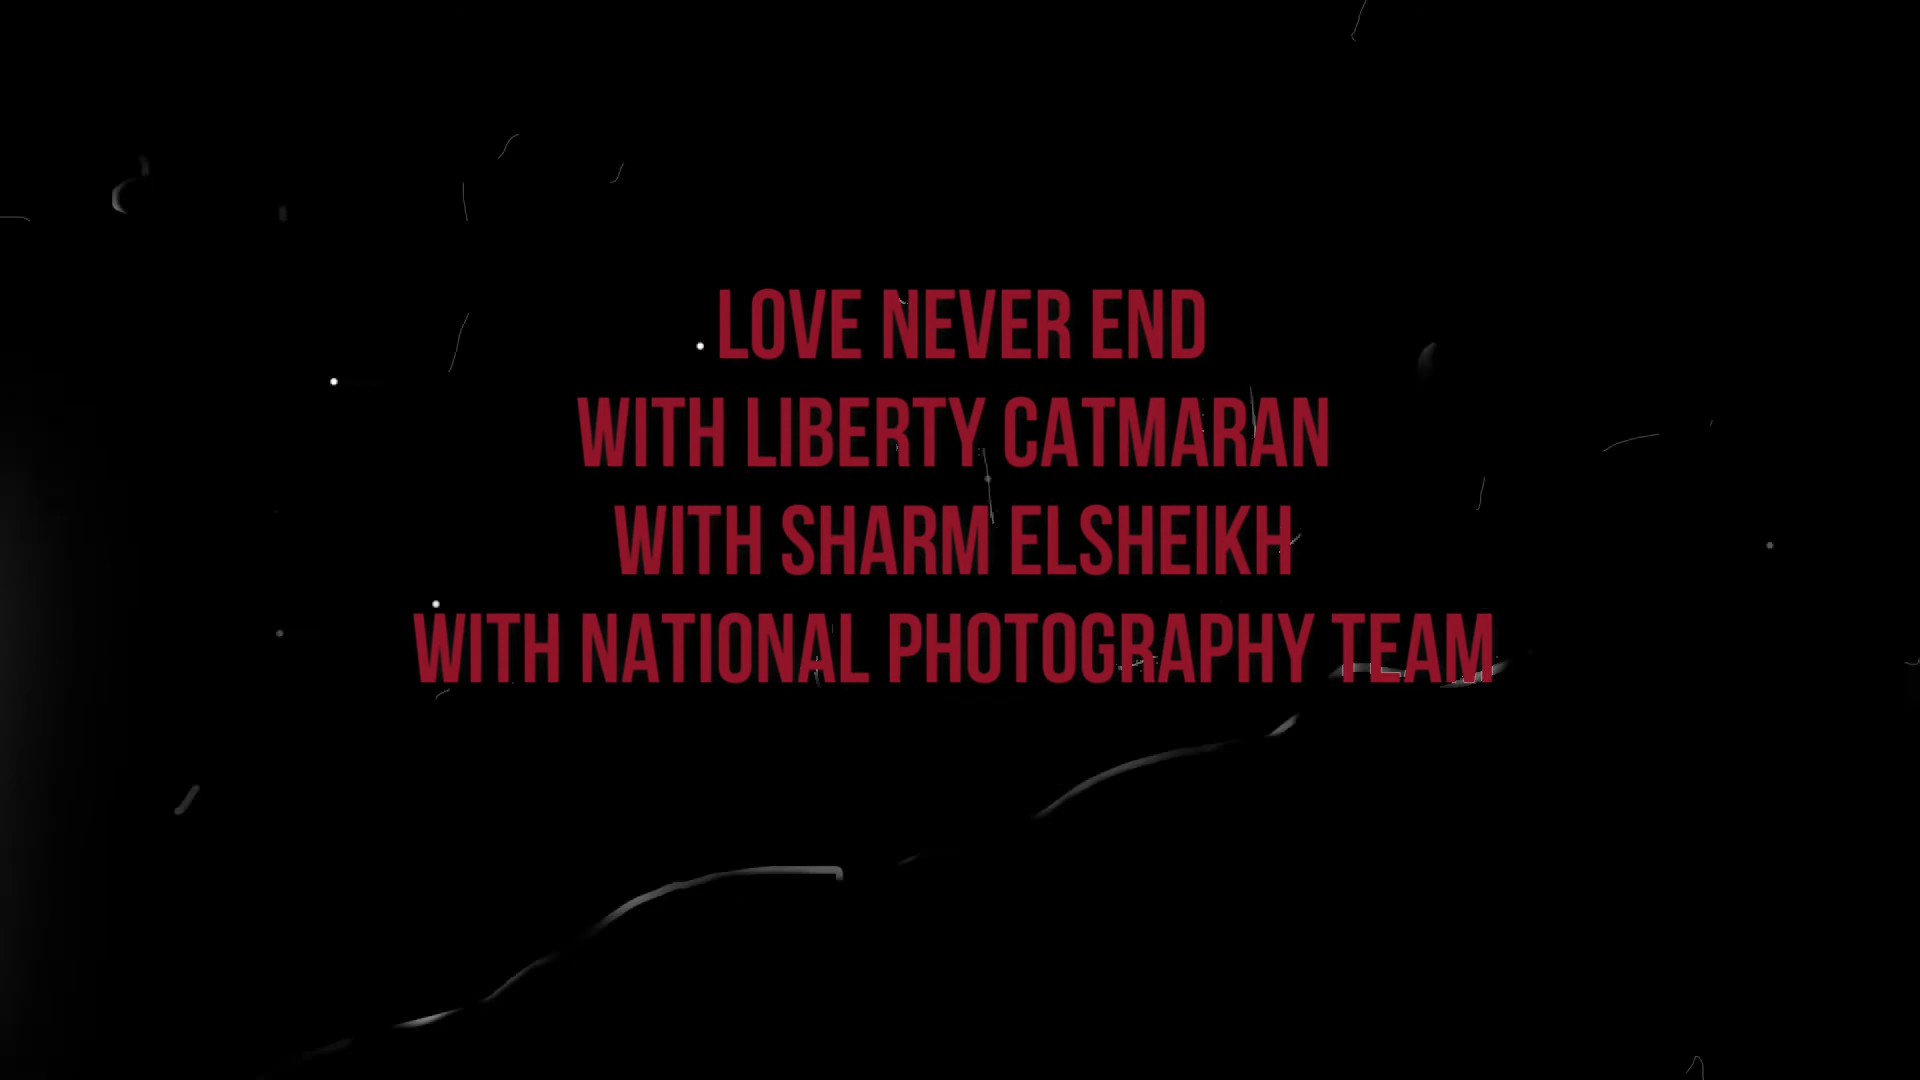 LOVE NEVER END
WITH LIBERTY CATMARAN
WITH SHARM ELSHEIKH
WITH NATIONAL PHOTOGRAPHY TEAM